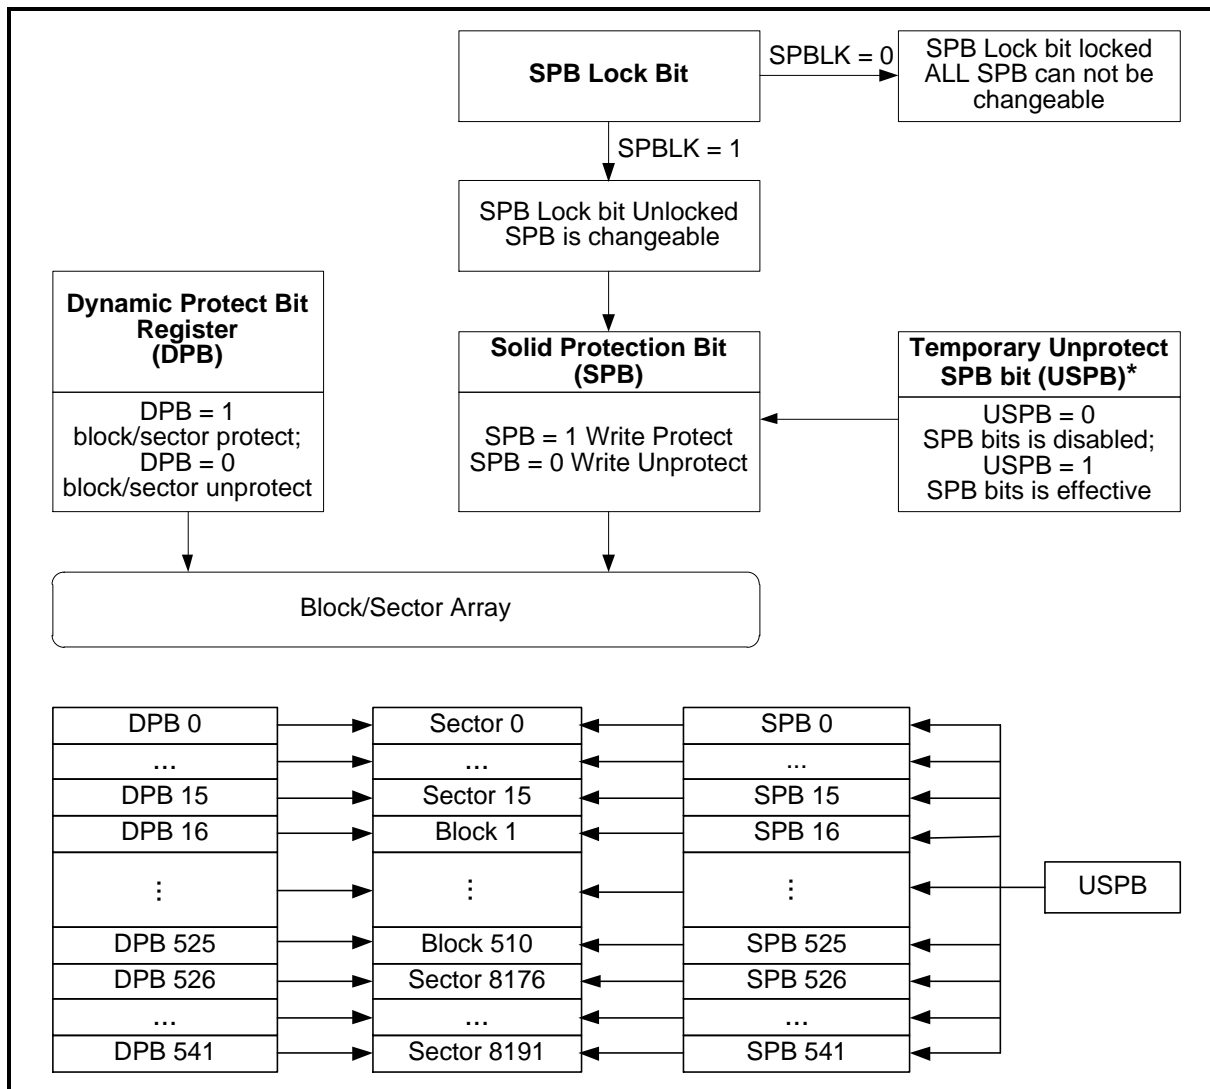 SPB Lock Bit
SPBLK = 0
SPB Lock bit locked
ALL SPB can not be
changeable
SPBLK = 1
SPB Lock bit Unlocked
SPB is changeable
Dynamic Protect Bit
Register
(DPB)
DPB = 1
block/sector protect;
DPB = 0
block/sector unprotect
Solid Protection Bit
(SPB)
SPB = 1 Write Protect
SPB = 0 Write Unprotect
Temporary Unprotect
SPB bit (USPB)*
USPB = 0
SPB bits is disabled;
USPB = 1
SPB bits is effective
Block/Sector Array
DPB 0 Sector 0 SPB 0
... ... ...
DPB 15 Sector 15 SPB 15
DPB 16 Block 1 SPB 16
⋮ ⋮ ⋮ USPB
DPB 525 Block 510 SPB 525
DPB 526 Sector 8176 SPB 526
... ... ...
DPB 541 Sector 8191 SPB 541